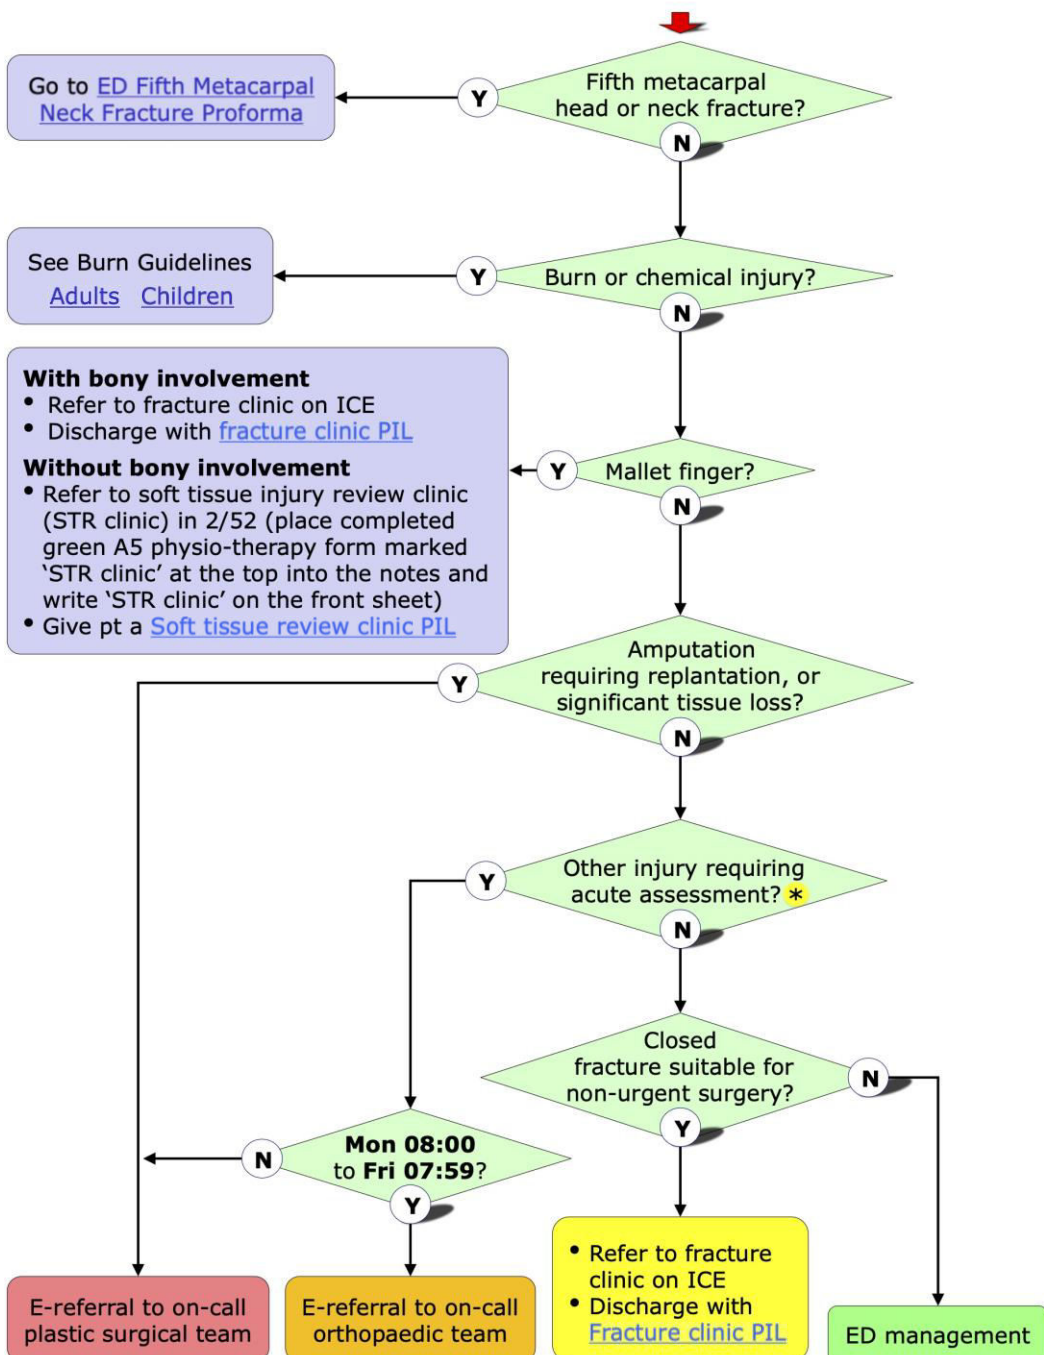 Fifth metacarpal
head or neck fracture?
Y
N
Go to ED Fifth Metacarpal
Neck Fracture Proforma
Burn or chemical injury?
Y
N
See Burn Guidelines
Adults Children
Mallet finger?
Y
N
With bony involvement
• Refer to fracture clinic on ICE
• Discharge with fracture clinic PIL
Without bony involvement
• Refer to soft tissue injury review clinic
(STR clinic) in 2/52 (place completed
green A5 physio-therapy form marked
‘STR clinic’ at the top into the notes and
write ‘STR clinic’ on the front sheet)
• Give pt a Soft tissue review clinic PIL
Amputation
requiring replantation, or
significant tissue loss?
Y
N
Other injury requiring
acute assessment? *
Y
N
Closed
fracture suitable for
non-urgent surgery?
N
Y
Mon 08:00
to Fri 07:59?
N
Y
E-referral to on-call
plastic surgical team
E-referral to on-call
orthopaedic team
• Refer to fracture
clinic on ICE
• Discharge with
Fracture clinic PIL
ED management